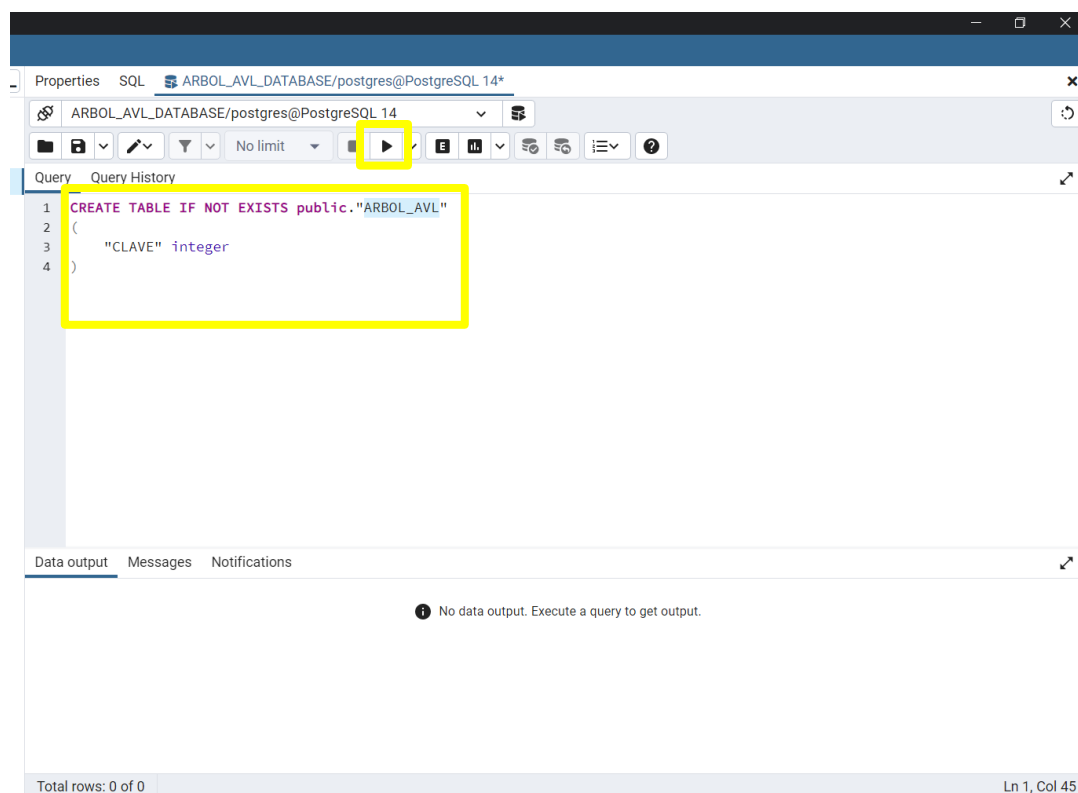 Properties SQL ARBOL_AVL_DATABASE/postgres@PostgreSQL 14*
ARBOL_AVL_DATABASE/postgres@PostgreSQL 14
No limit E
Query Query History
1 CREATE TABLE IF NOT EXISTS public."ARBOL_AVL"
2 (
3 "CLAVE" integer
4 )
Data output Messages Notifications
No data output. Execute a query to get output.
Total rows: 0 of 0 Ln 1, Col 45